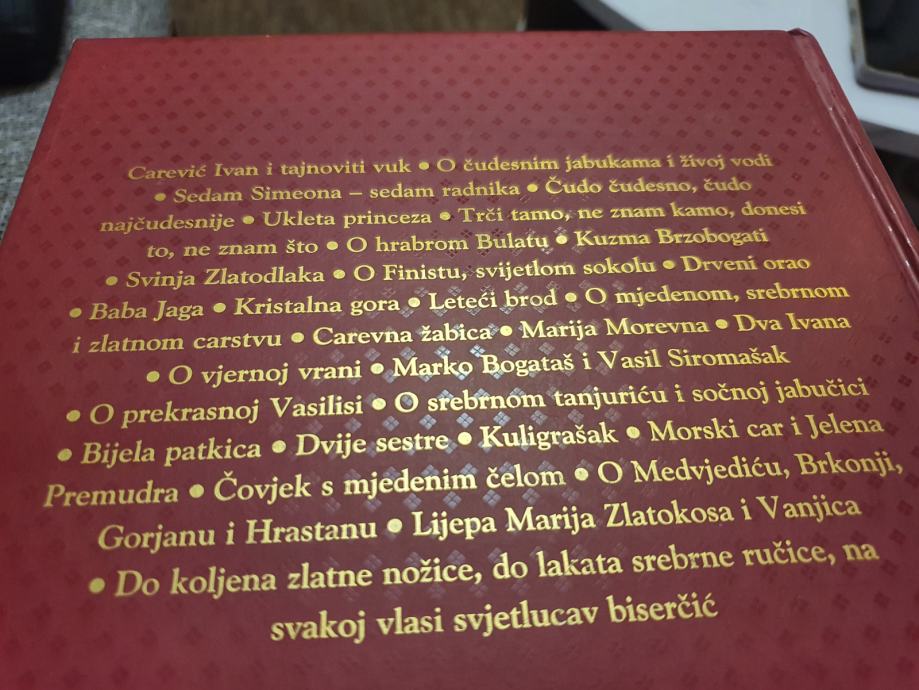 Carević Ivan i tajnoviti vuk • O čudesnim jabukama i živoj vodi
• Sedam Simeona – sedam radnika • Čudo čudesno, čudo
najčudesnije • Ukleta princeza • Trči tamo, ne znam kamo, donesi
to, ne znam što • O hrabrom Bulatu • Kuzma Brzobogati
• Svinja Zlatodlaka • O Finistu, svijetlom sokolu • Drveni orao
• Baba Jaga • Kristalna gora • Leteći brod • O mjedenom, srebrnom
i zlatnom carstvu • Carevna žabica • Marija Morevna • Dva Ivana
• O vjernoj vrani • Marko Bogataš i Vasil Siromašak
• O prekrasnoj Vasilisi • O srebrnom tanjuriću i sočnoj jabučici
• Bijela patkica • Dvije sestre • Kuligrašak • Morski car i Jelena
Premudra • Čovjek s mjedenim čelom • O Medvjediću, Brkonji,
Gorjanu i Hrastanu • Lijepa Marija Zlatokosa i Vanjica
• Do koljena zlatne nožice, do lakata srebrne ručice, na
svakoj vlasi svjetlucav biserčić